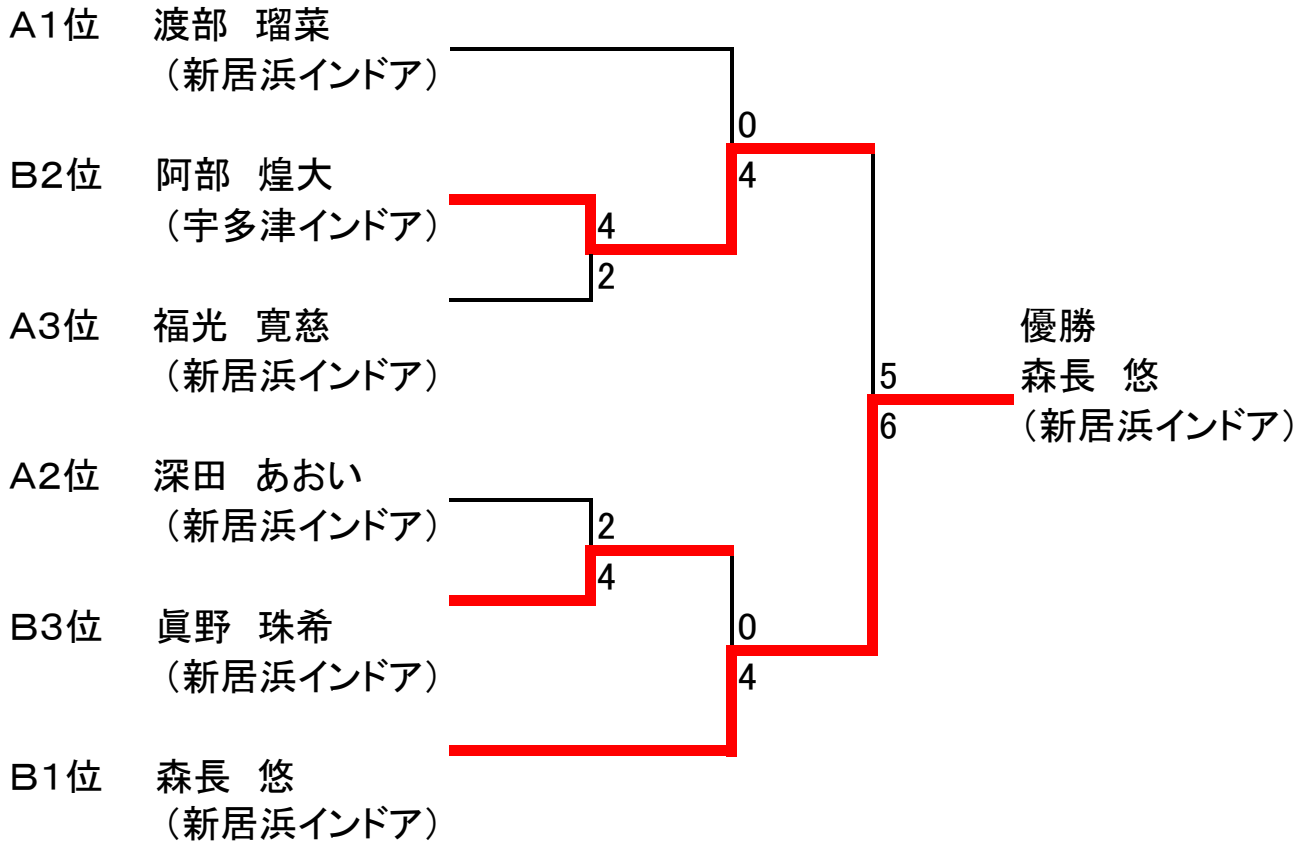 A1位　渡部　瑠菜
（新居浜インドア）
0
B2位　阿部　煌大
4
（宇多津インドア）
4
2
A3位　福光　寛慈
（新居浜インドア）
優勝
5
森長　悠
6
（新居浜インドア）
A2位　深田　あおい
（新居浜インドア）
2
4
B3位　眞野　珠希
0
（新居浜インドア）
4
B1位　森長　悠
（新居浜インドア）